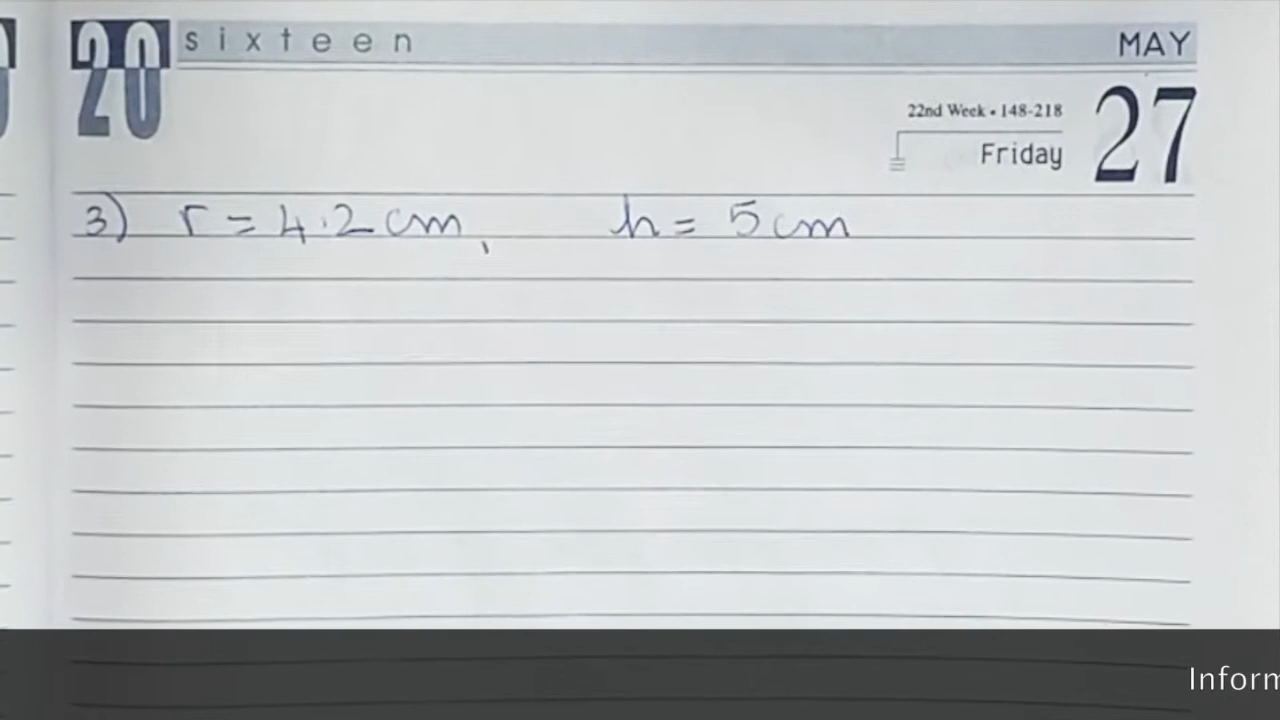 20 sixteen MAY
22nd Week • 148-218 27
Friday
3) r = 4.2 cm, h = 5 cm
Inform